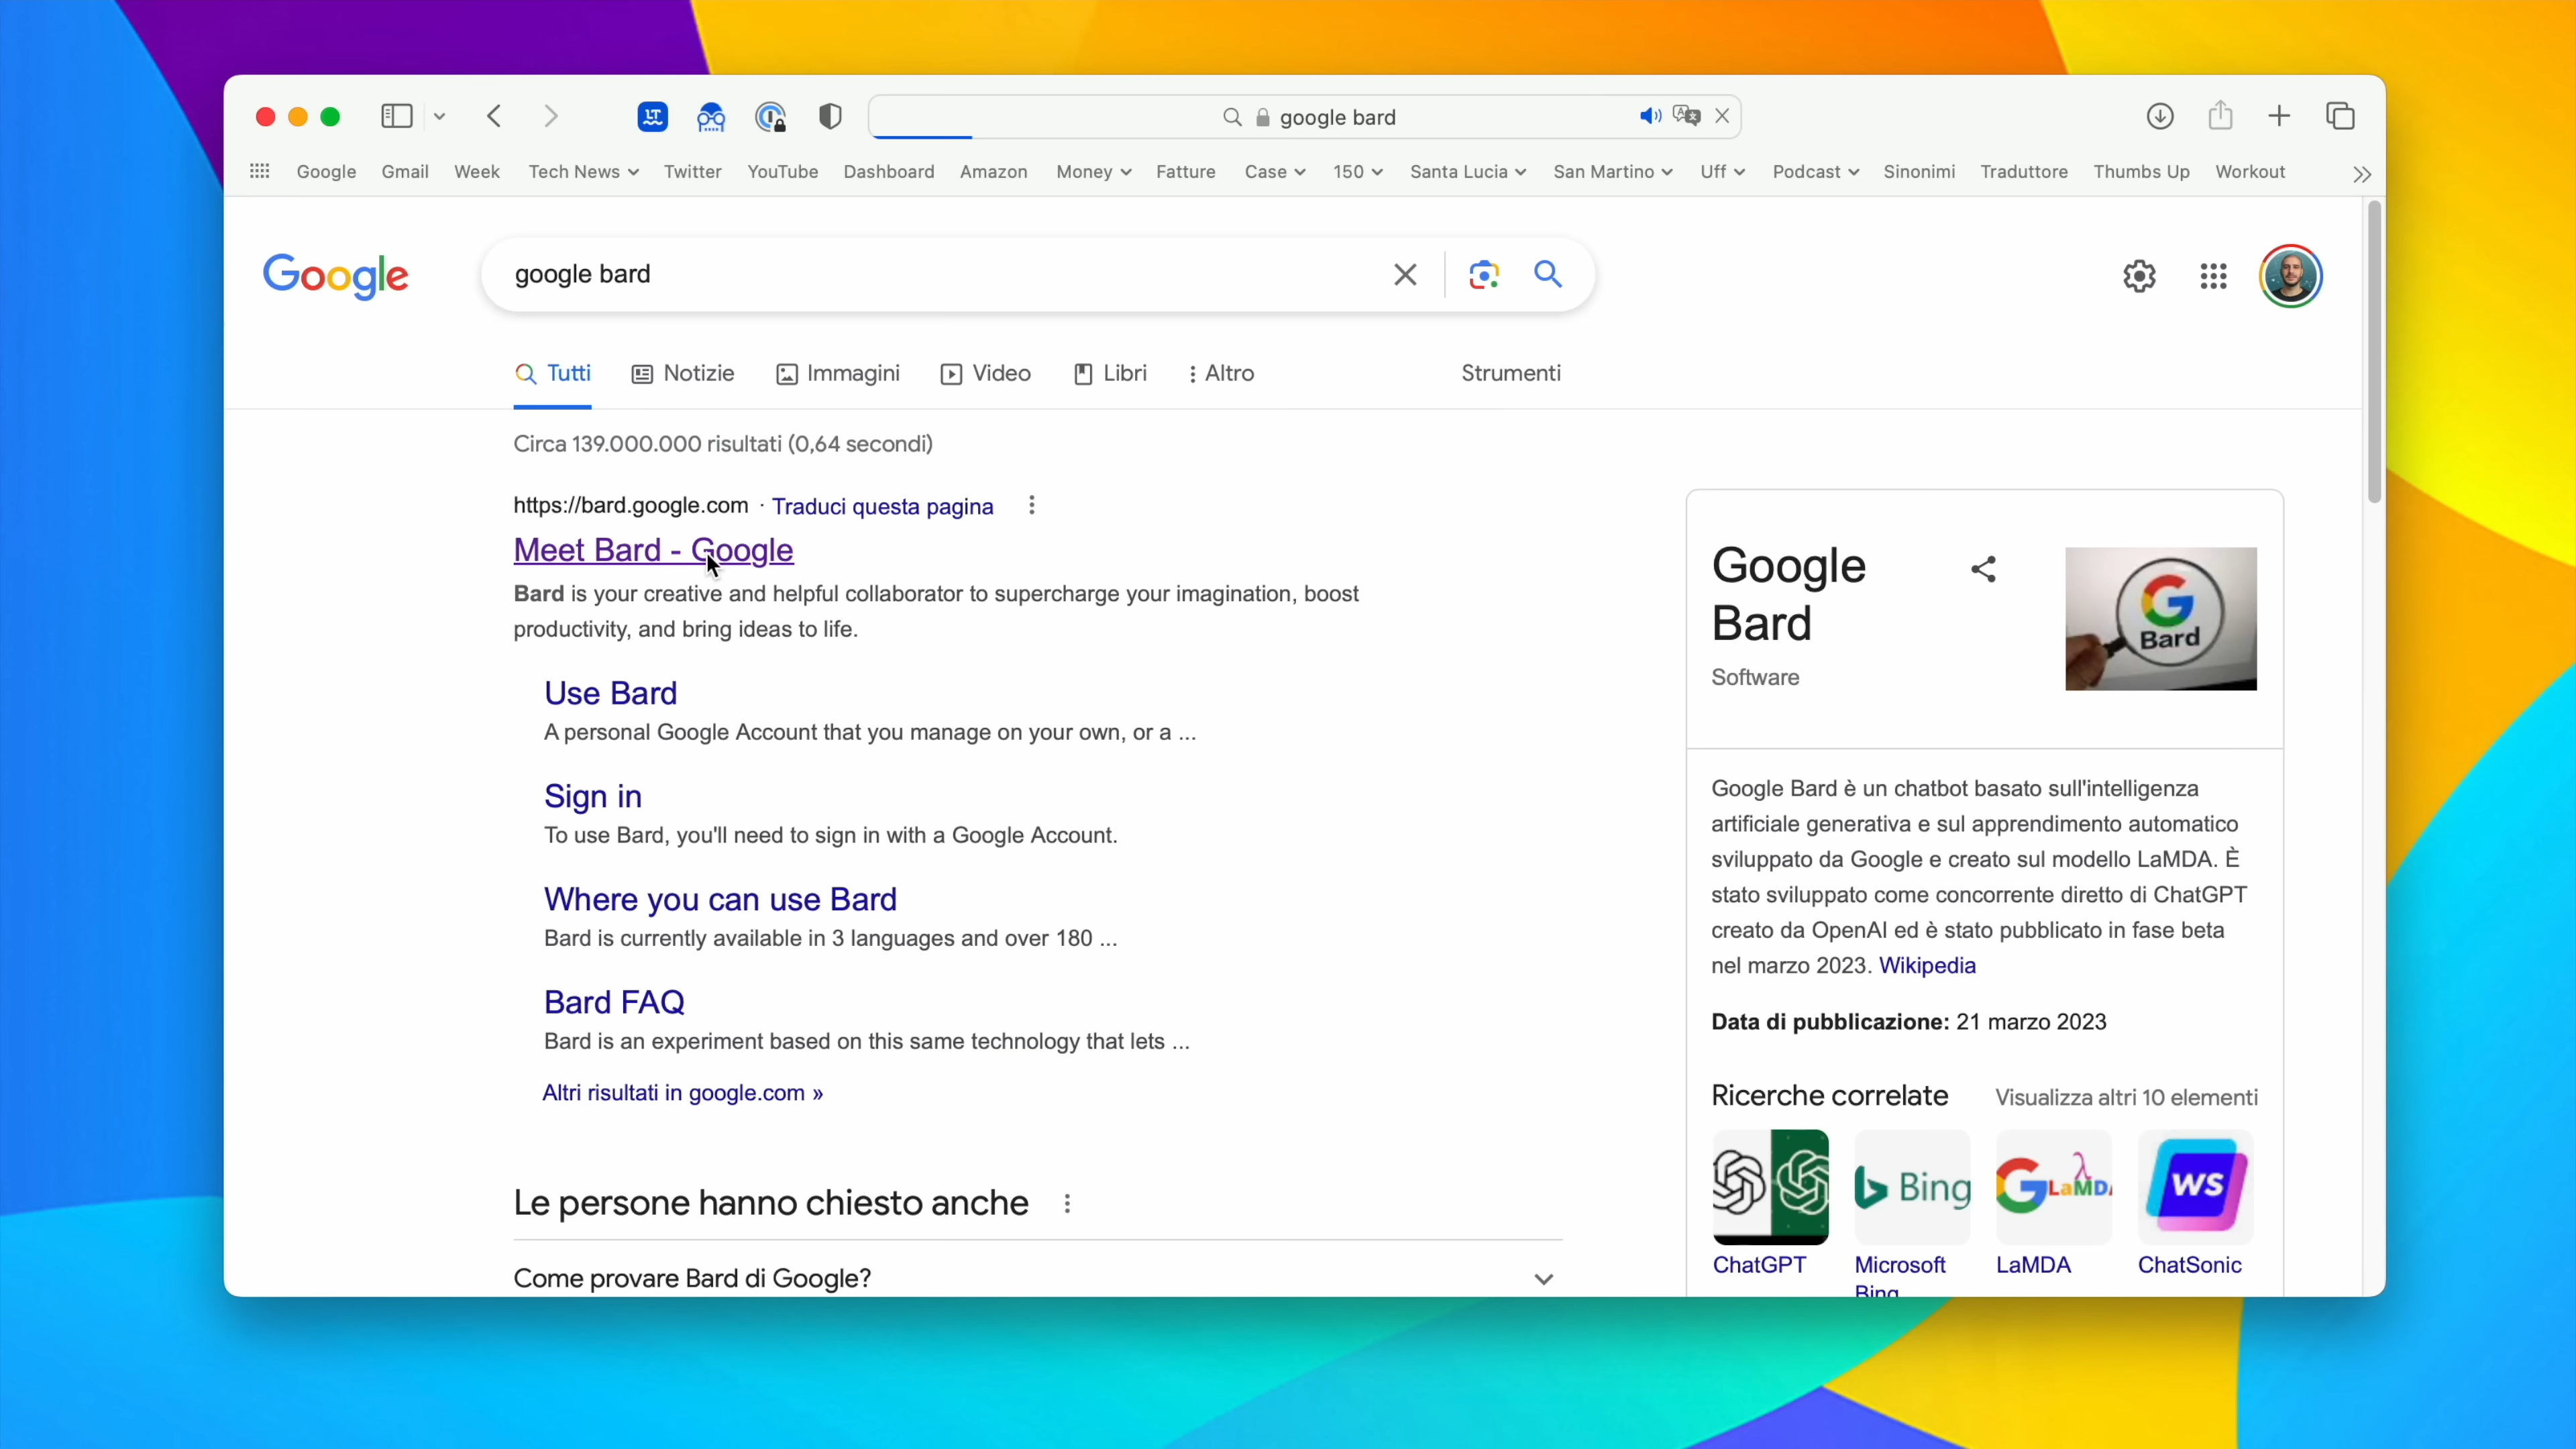 LT
google bard
Google Gmail Week Tech News Twitter YouTube Dashboard Amazon Money Fatture Case 150 Santa Lucia San Martino Uff Podcast Sinonimi Traduttore Thumbs Up Workout
Google google bard
Tutti Notizie Immagini Video Libri Altro Strumenti
Circa 139.000.000 risultati (0,64 secondi)
https://bard.google.com · Traduci questa pagina
Meet Bard - Google
Bard is your creative and helpful collaborator to supercharge your imagination, boost
productivity, and bring ideas to life.
Use Bard
A personal Google Account that you manage on your own, or a ...
Sign in
To use Bard, you'll need to sign in with a Google Account.
Where you can use Bard
Bard is currently available in 3 languages and over 180 ...
Bard FAQ
Bard is an experiment based on this same technology that lets ...
Altri risultati in google.com »
Le persone hanno chiesto anche
Come provare Bard di Google?
Google
Bard
Software
G
Bard
Google Bard è un chatbot basato sull'intelligenza
artificiale generativa e sul apprendimento automatico
sviluppato da Google e creato sul modello LaMDA. È
stato sviluppato come concorrente diretto di ChatGPT
creato da OpenAI ed è stato pubblicato in fase beta
nel marzo 2023. Wikipedia
Data di pubblicazione: 21 marzo 2023
Ricerche correlate Visualizza altri 10 elementi
Bing G LaMDA WS
ChatGPT Microsoft LaMDA ChatSonic
Bing